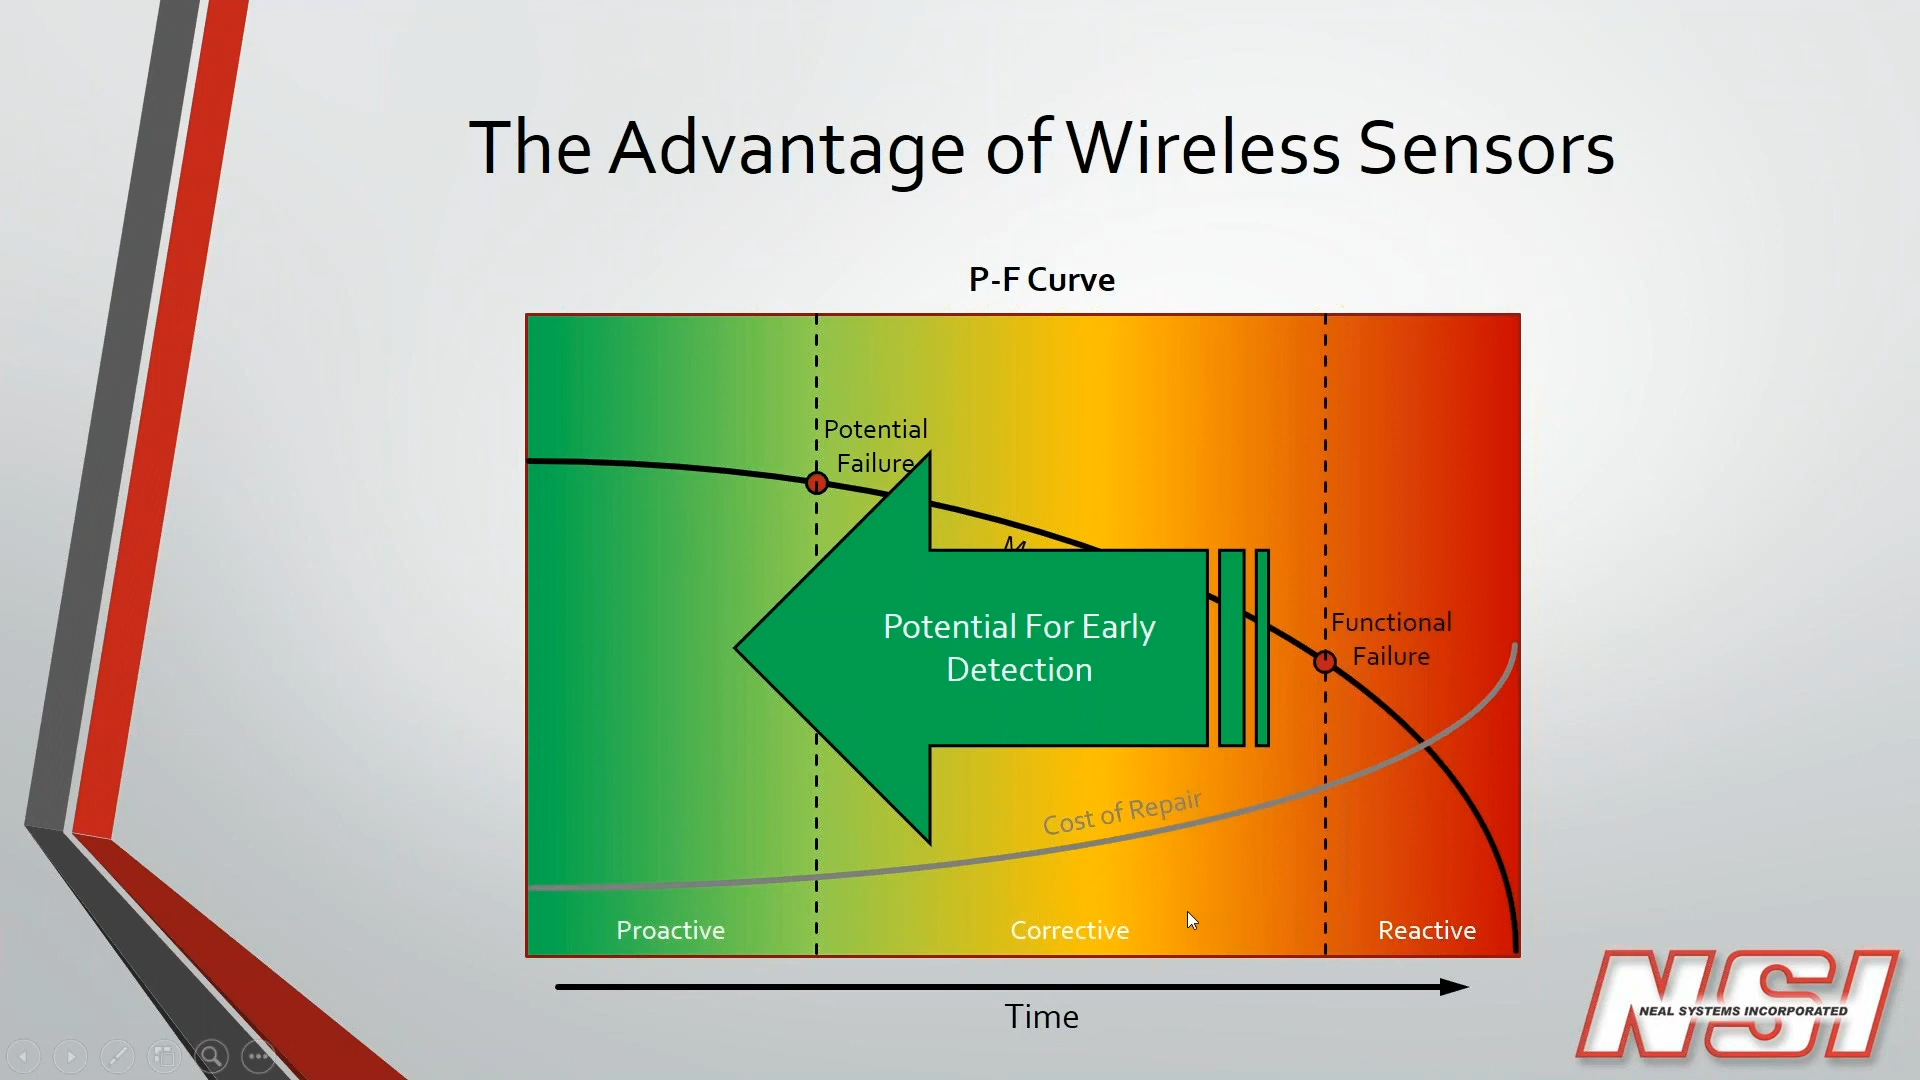 The Advantage of Wireless Sensors
P-F Curve
Potential
Failure
Potential For Early
Detection
Functional
Failure
Cost of Repair
Proactive
Corrective
Reactive
Time
NSI
NEAL SYSTEMS INCORPORATED